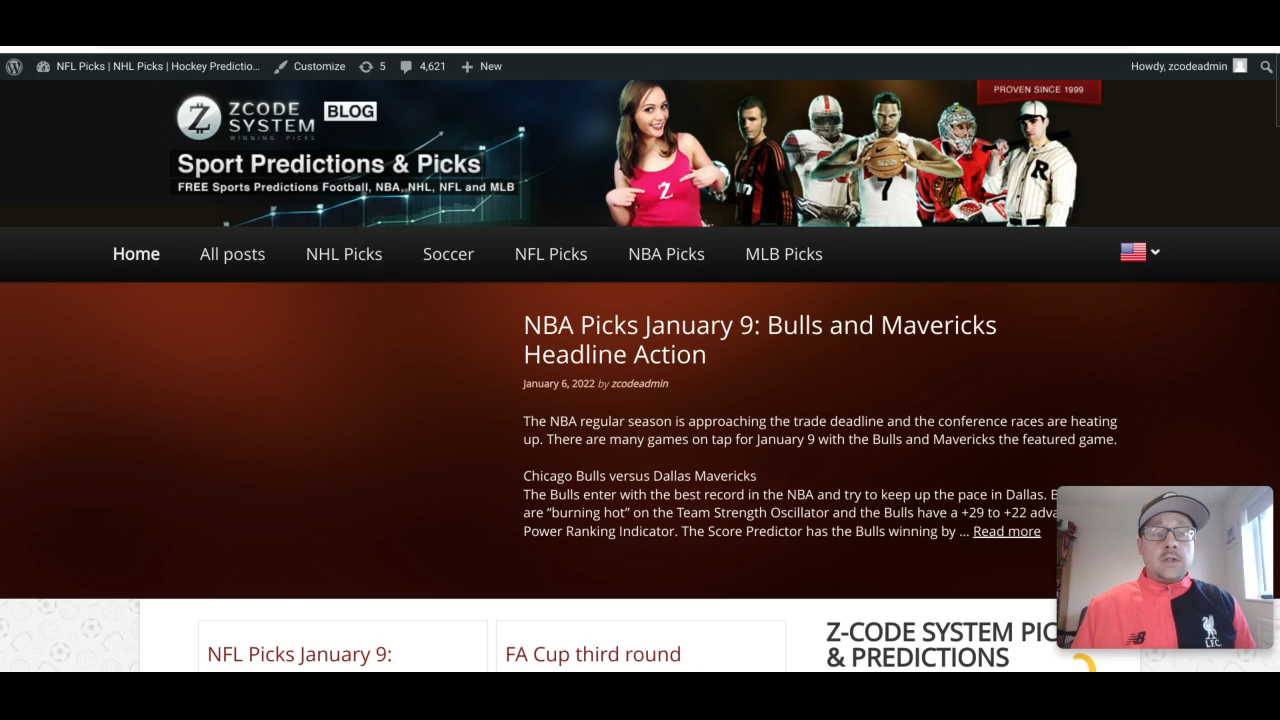 NFL Picks | NHL Picks | Hockey Predictio... Customize 5 4,621 New Howdy, zcodeadmin
PROVEN SINCE 1999
ZCODE
SYSTEM
WINNING PICKS
BLOG
Sport Predictions & Picks
FREE Sports Predictions Football, NBA, NHL, NFL and MLB
Z
7
R
Home All posts NHL Picks Soccer NFL Picks NBA Picks MLB Picks
NBA Picks January 9: Bulls and Mavericks
Headline Action
January 6, 2022 by zcodeadmin
The NBA regular season is approaching the trade deadline and the conference races are heating
up. There are many games on tap for January 9 with the Bulls and Mavericks the featured game.
Chicago Bulls versus Dallas Mavericks
The Bulls enter with the best record in the NBA and try to keep up the pace in Dallas.
are “burning hot” on the Team Strength Oscillator and the Bulls have a +29 to +22
Power Ranking Indicator. The Score Predictor has the Bulls winning by ... Read more
NFL Picks January 9:
FA Cup third round
Z-CODE SYSTEM
& PREDICTIONS
L.F.C.